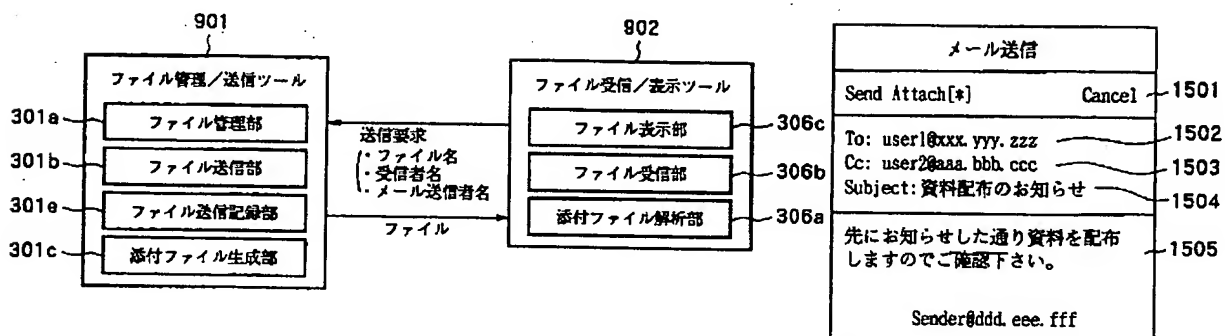 901
ファイル管理/送信ツール
301a
ファイル管理部
301b
ファイル送信部
301e
ファイル送信記録部
301c
添付ファイル生成部
送信要求
・ファイル名
・受信者名
・メール送信者名
ファイル
902
ファイル受信/表示ツール
ファイル表示部
306c
ファイル受信部
306b
添付ファイル解析部
306a
メール送信
Send Attach[*] Cancel
1501
To: user1@xxx.yyy.zzz
1502
Cc: user2@aaa.bbb.ccc
1503
Subject:資料配布のお知らせ
1504
先にお知らせした通り資料を配布
しますのでご確認下さい。
1505
Sender@ddd.eee.fff